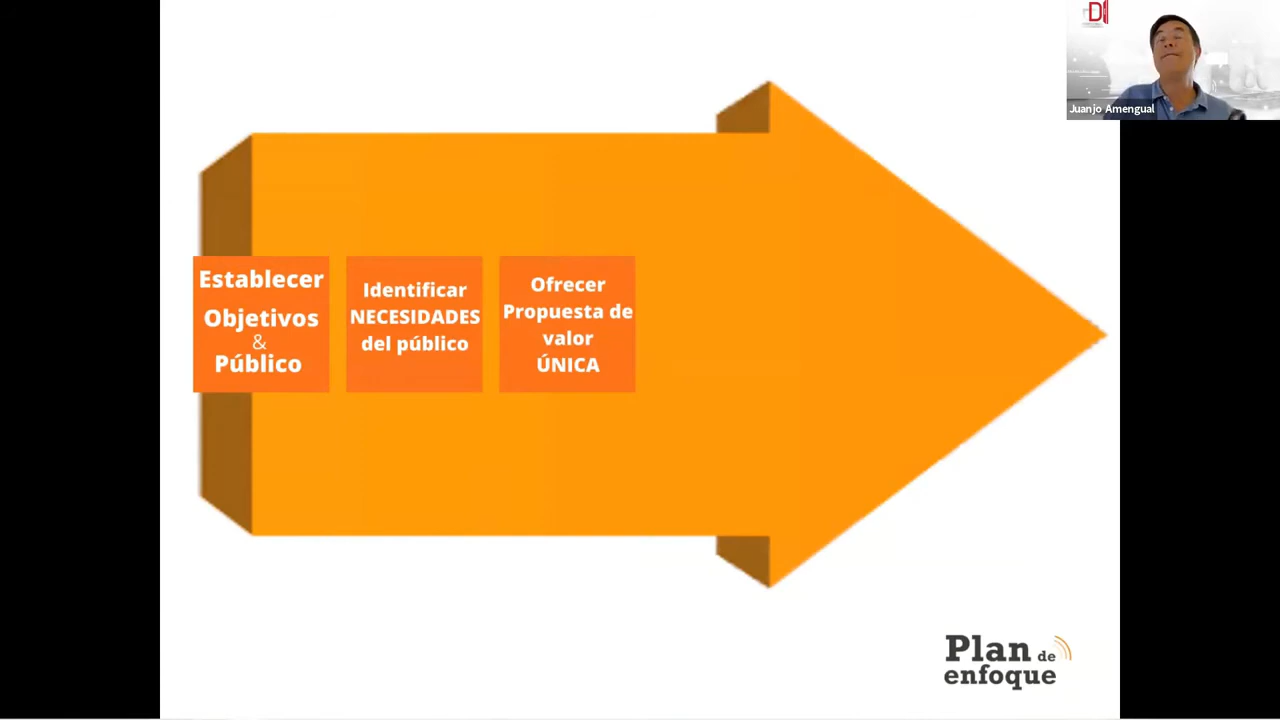 Establecer
Objetivos
&
Público
Identificar
NECESIDADES
del público
Ofrecer
Propuesta de
valor
ÚNICA
Juanjo Amengual
Plan de
enfoque